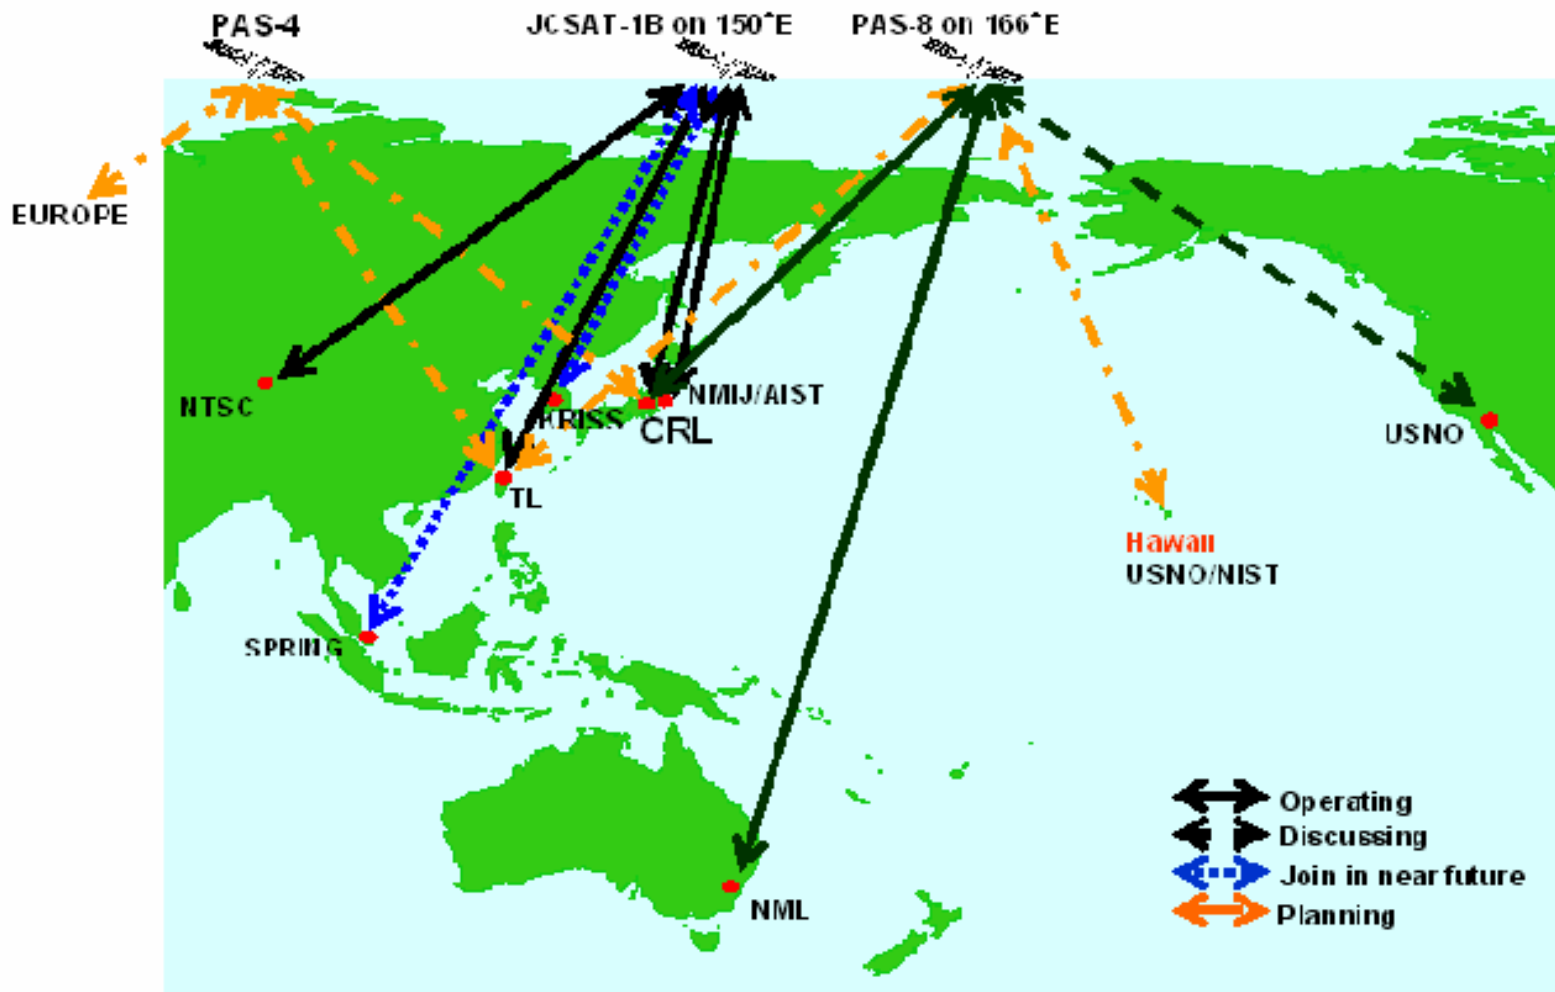 PAS-4
JCSAT-1B on 150°E
PAS-8 on 166°E
EUROPE
NTSC
KRISS
CRL
NMIJ/AIST
USNO
TL
Hawaii
USNO/NIST
SPRING
NML
Operating
Discussing
Join in near future
Planning